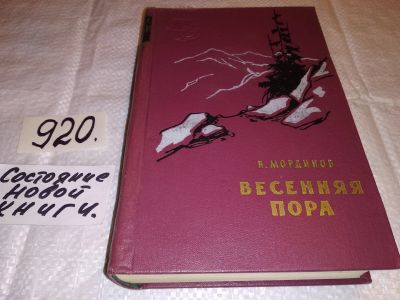 920.
Состояние
новой
книги.
Н. МОРДИНОВ
ВЕСЕННЯЯ
ПОРА